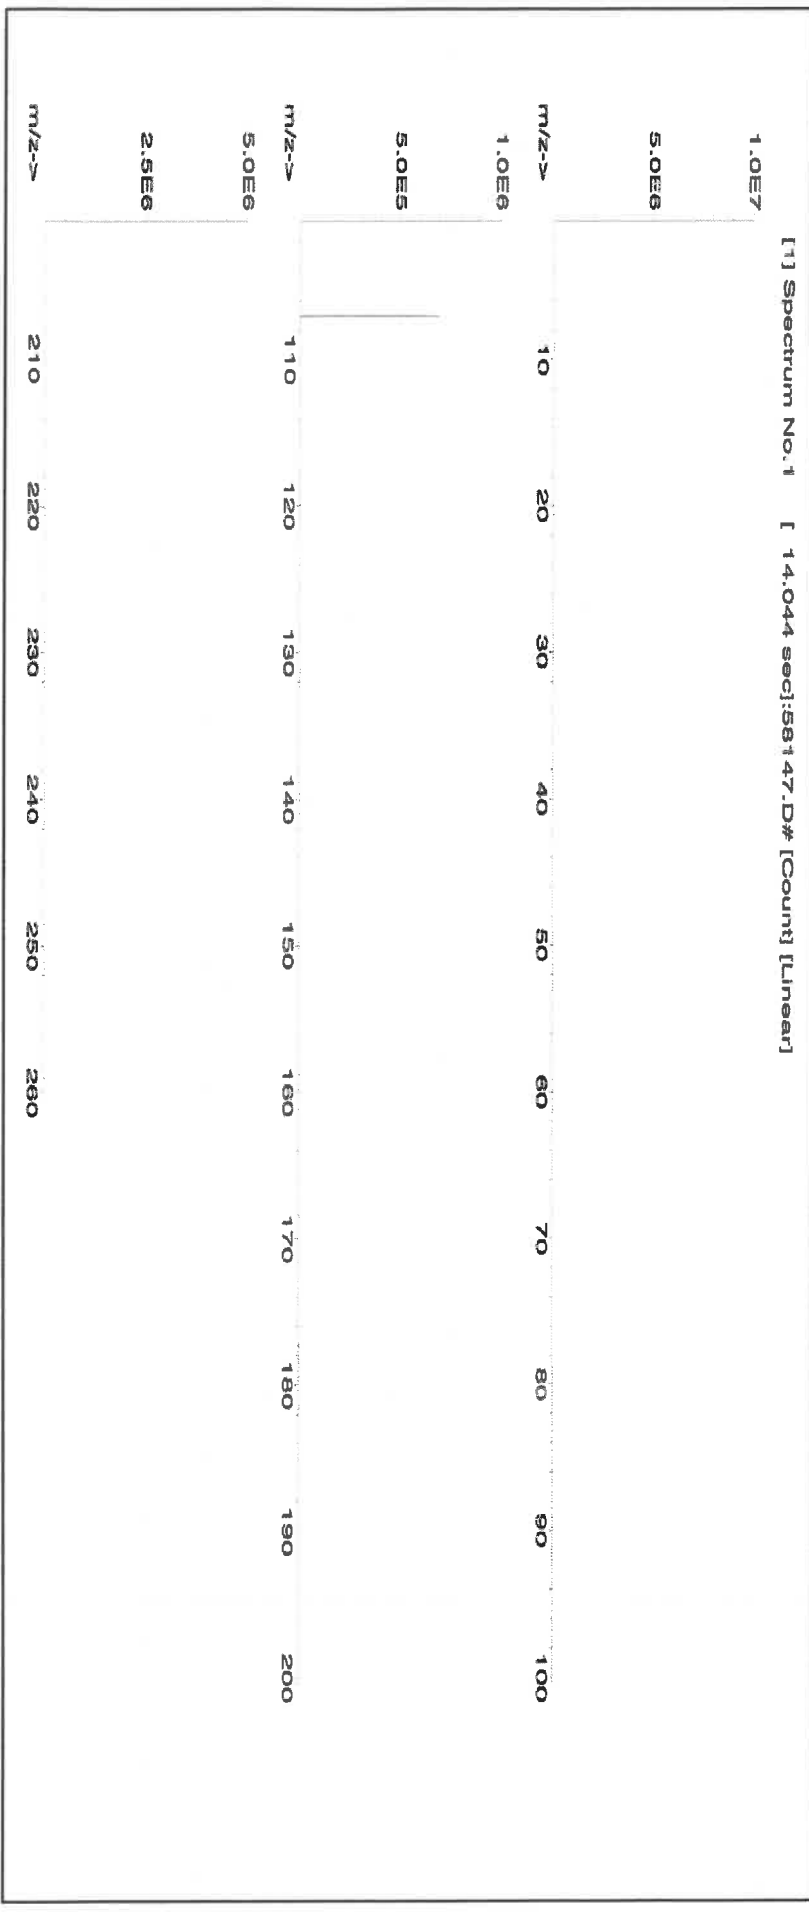 [1] Spectrum No.1 [ 14.044 sec]:58147.D# [Count] [Linear]
1.0E7
5.0E6
m/z-> 10 20 30 40 50 60 70 80 90 100
1.0E6
5.0E5
m/z-> 110 120 130 140 150 160 170 180 190 200
5.0E6
2.5E6
m/z-> 210 220 230 240 250 260